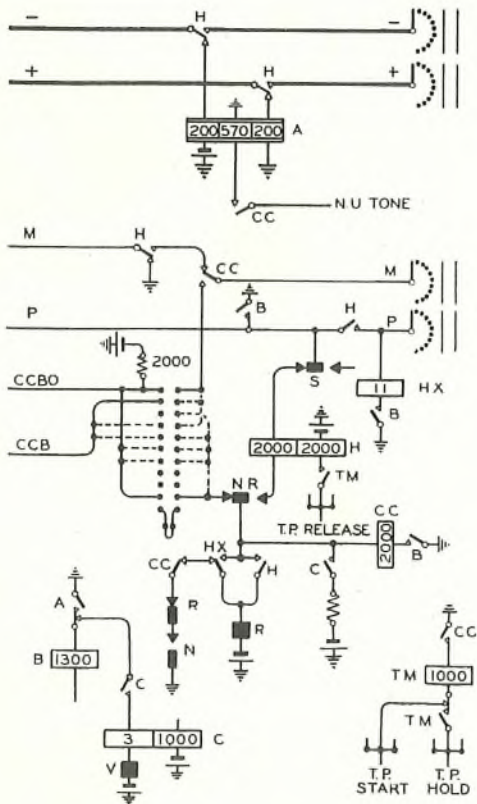 − H −
+ H +
200 570 200 A
CC N.U TONE
M H CC M
B
P H P
2000 S 11 HX
CCBO B
2000 2000 H
CCB TM
NR
T.P. RELEASE CC
2000 B
HX
CC H C
A R R
N CC
B 1300 TM 1000
C TM
3 1000 C
V T.P. START T.P. HOLD